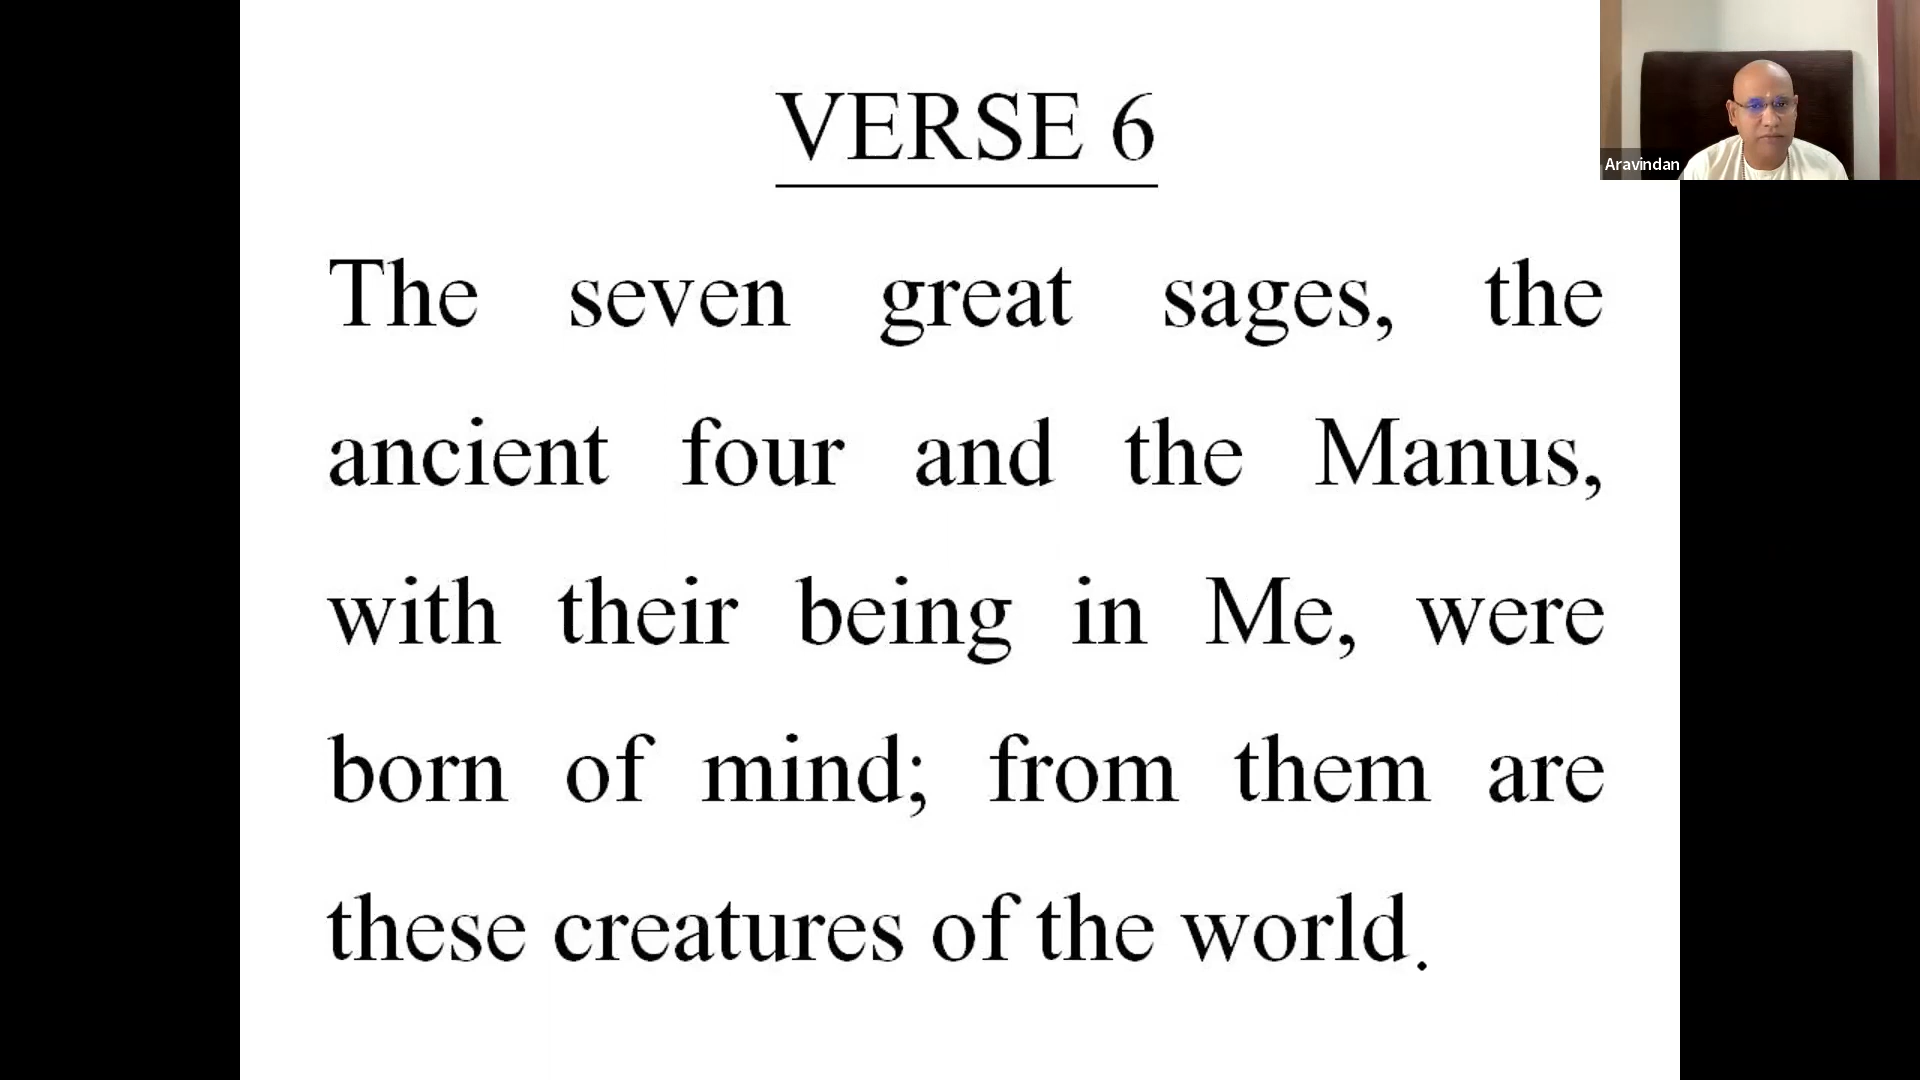 VERSE 6
Aravindan
The seven great sages, the
ancient four and the Manus,
with their being in Me, were
born of mind; from them are
these creatures of the world.